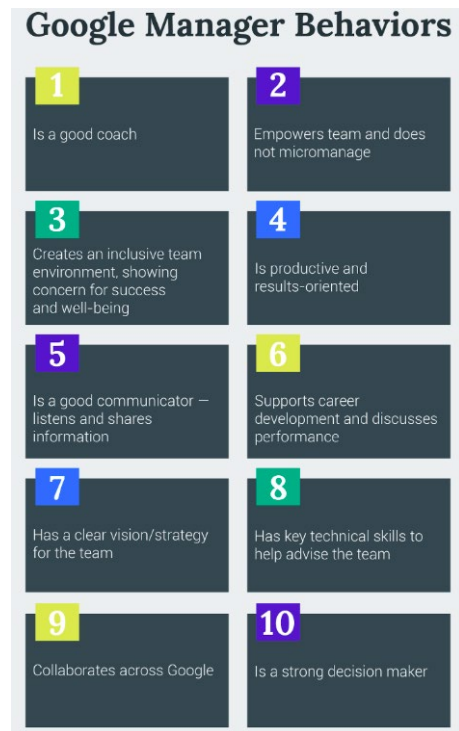 Google Manager Behaviors
1
Is a good coach
2
Empowers team and does
not micromanage
3
Creates an inclusive team
environment, showing
concern for success
and well-being
4
Is productive and
results-oriented
5
Is a good communicator —
listens and shares
information
6
Supports career
development and discusses
performance
7
Has a clear vision/strategy
for the team
8
Has key technical skills to
help advise the team
9
Collaborates across Google
10
Is a strong decision maker